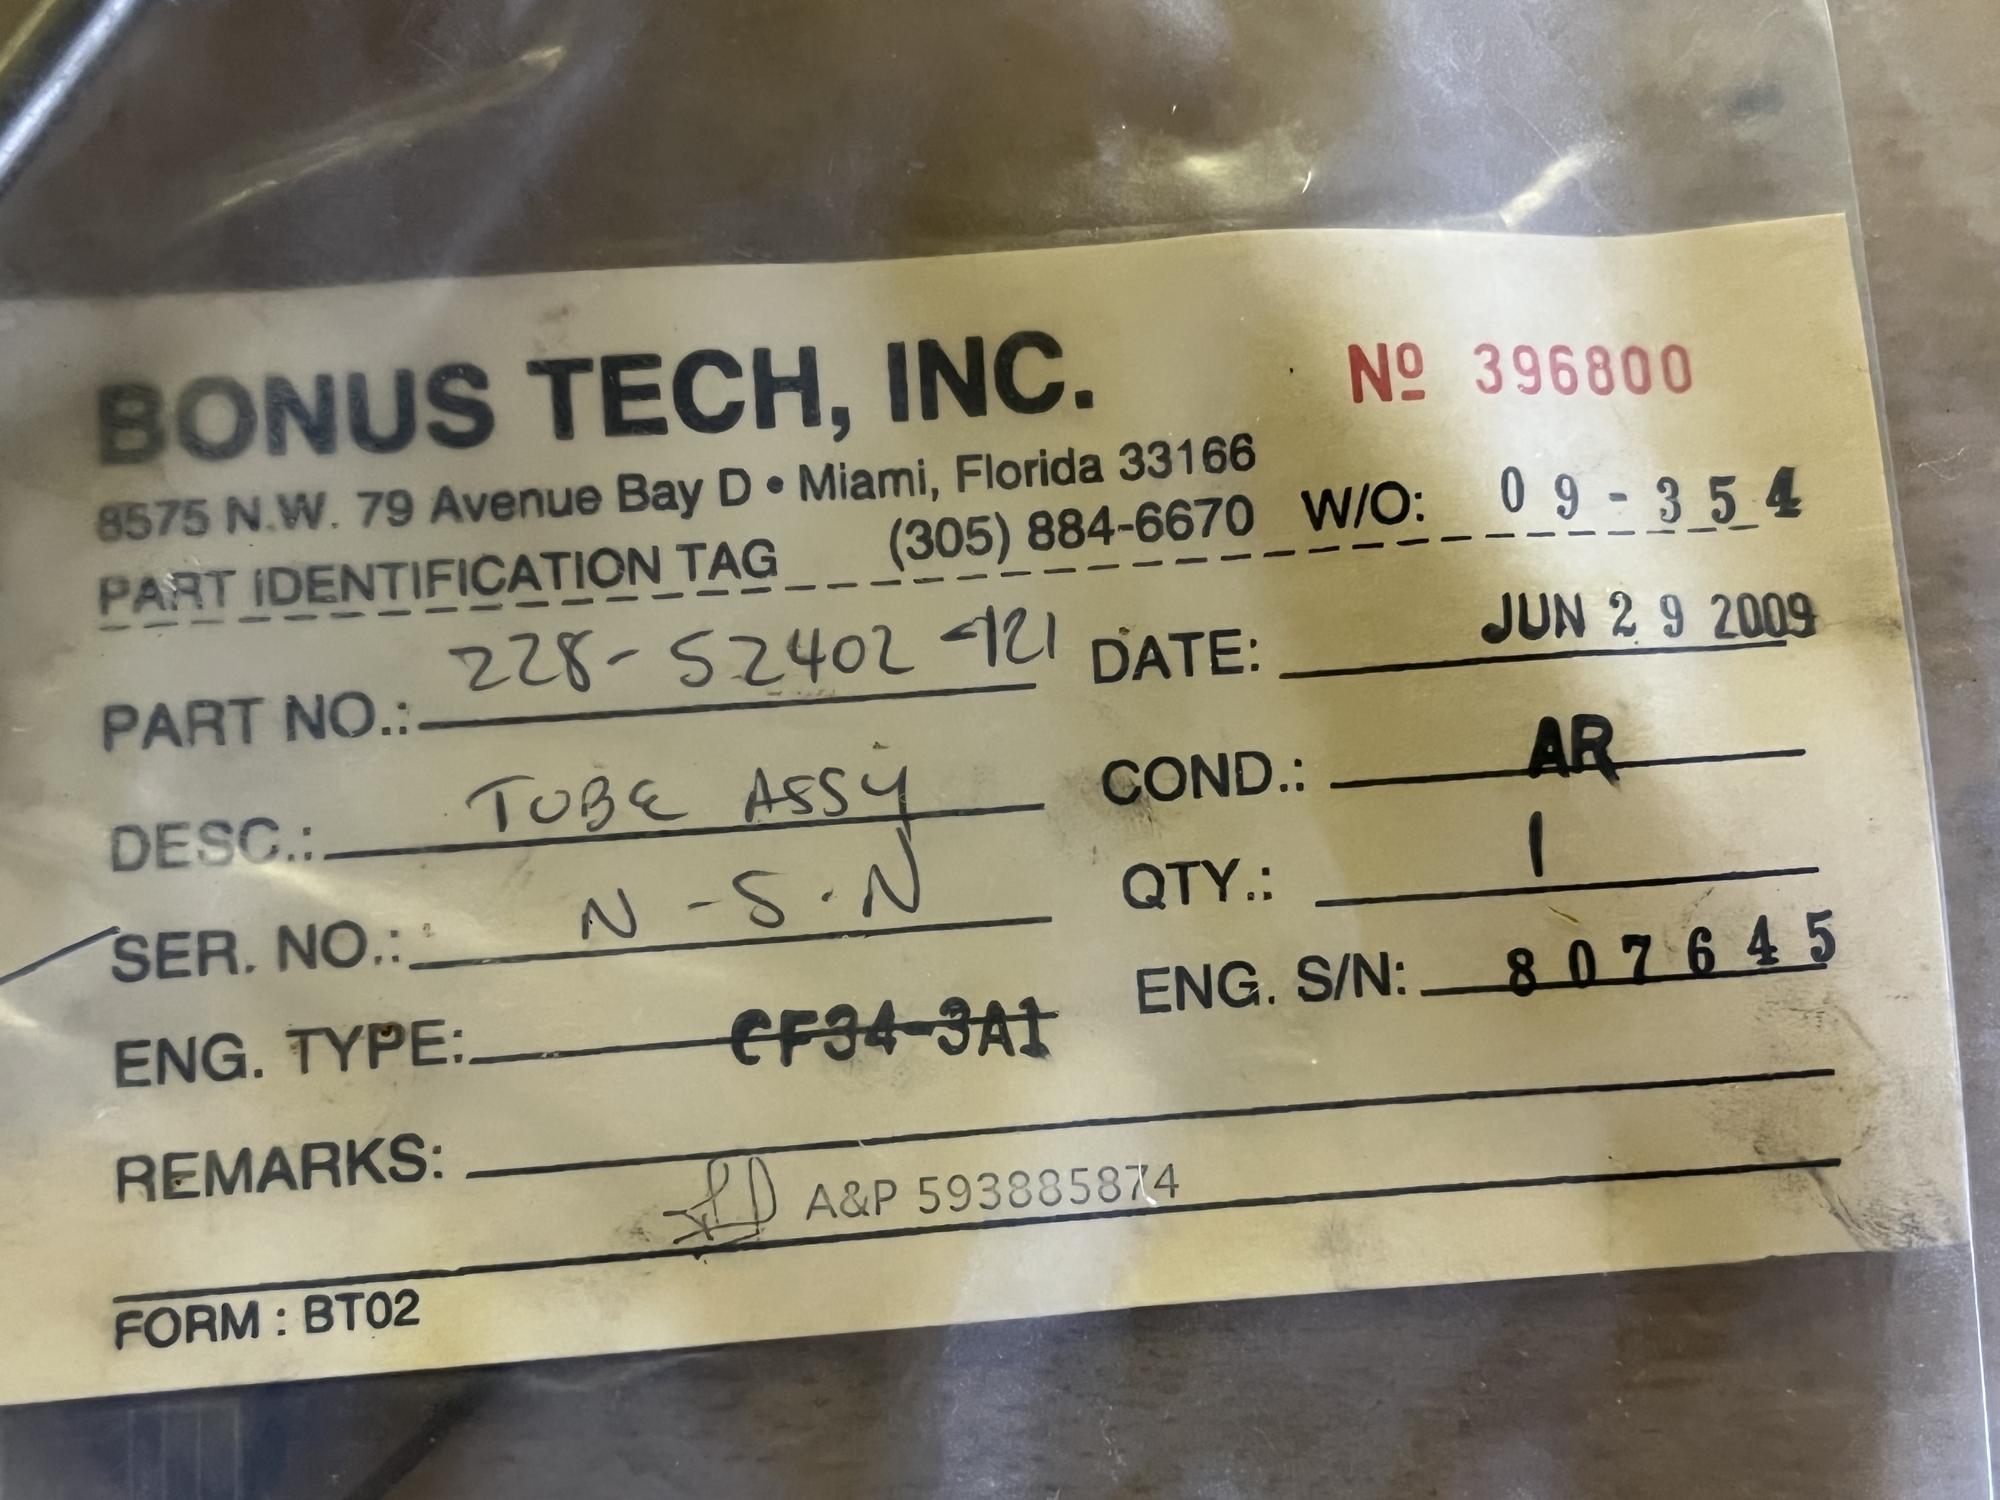 BONUS TECH, INC. Nº 396800
8575 N.W. 79 Avenue Bay D • Miami, Florida 33166
PART IDENTIFICATION TAG (305) 884-6670 W/O: 09-354
PART NO.: 228-52402-121 DATE: JUN 29 2009
DESC.: TUBE ASSY COND.: AR
SER. NO.: N-S-N QTY.: 1
ENG. TYPE: CF34-3A1 ENG. S/N: 807645
REMARKS:
A&P 593885874
FORM : BT02